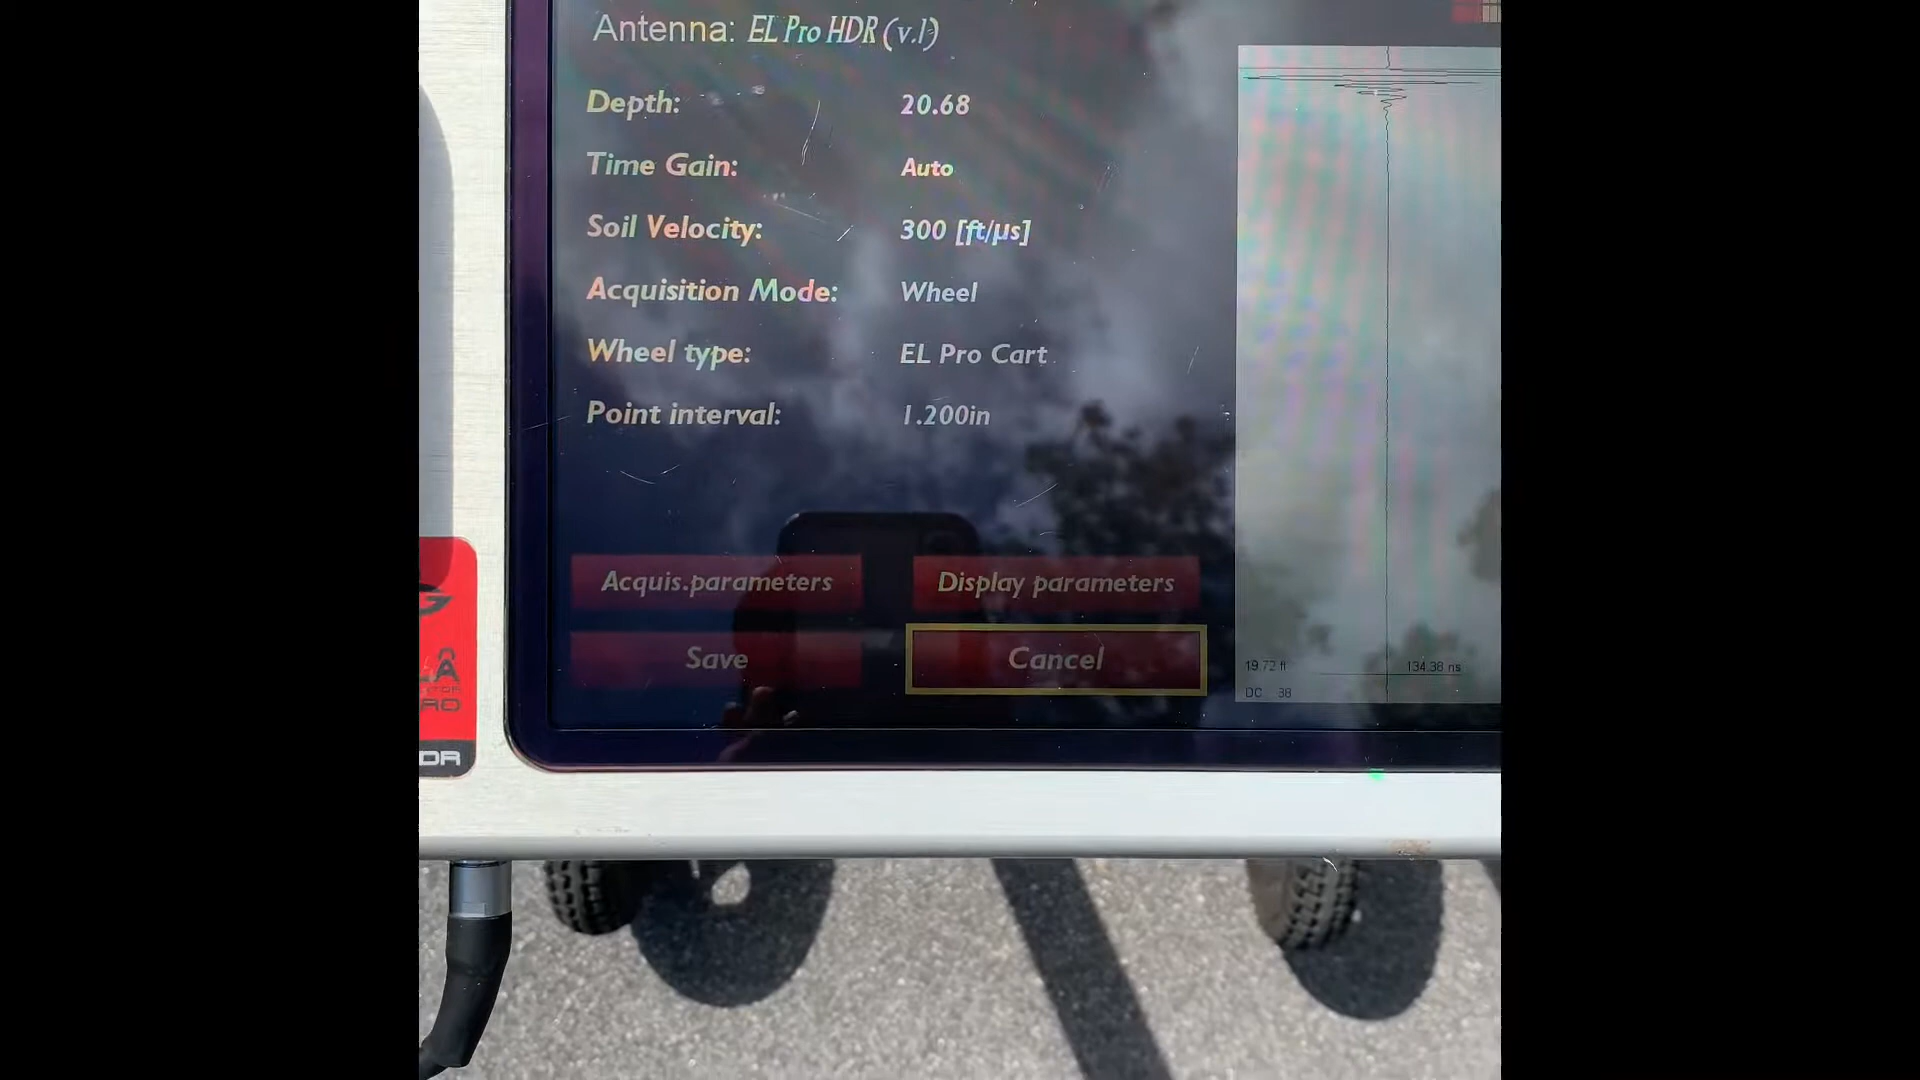 Antenna: EL Pro HDR (v.1)
Depth: 20.68
Time Gain: Auto
Soil Velocity: 300 [ft/µs]
Acquisition Mode: Wheel
Wheel type: EL Pro Cart
Point interval: 1.200in
Acquis.parameters Display parameters
Save Cancel
19.72 ft 134.38 ns
DC 38